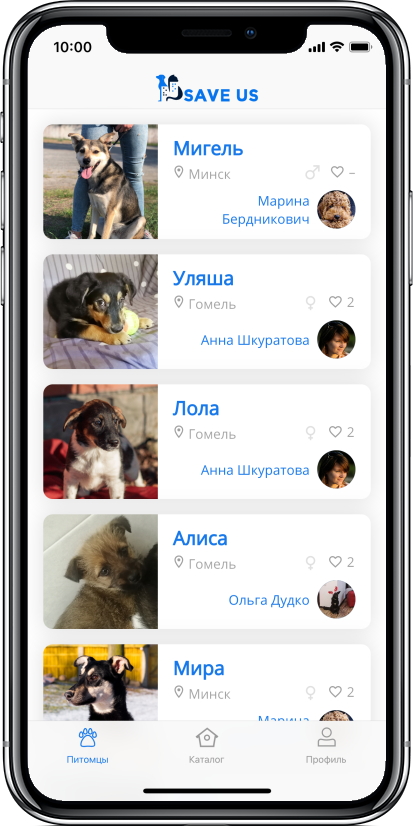 10:00
SAVE US
Мигель
Минск
–
Марина
Бердникович
Уляша
Гомель
2
Анна Шкуратова
Лола
Гомель
2
Анна Шкуратова
Алиса
Гомель
2
Ольга Дудко
Мира
Минск
2
Марина
Питомцы
Каталог
Профиль